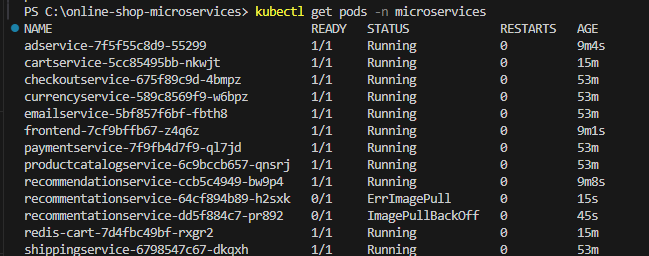 PS C:\online-shop-microservices> kubectl get pods -n microservices
NAME READY STATUS RESTARTS AGE
adservice-7f5f55c8d9-55299 1/1 Running 0 9m4s
cartservice-5cc85495bb-nkwjt 1/1 Running 0 15m
checkoutservice-675f89c9d-4bmpz 1/1 Running 0 53m
currencyservice-589c8569f9-w6bpz 1/1 Running 0 53m
emailservice-5bf857f6bf-fbth8 1/1 Running 0 53m
frontend-7cf9bffb67-z4q6z 1/1 Running 0 9m1s
paymentservice-7f9fb4d7f9-ql7jd 1/1 Running 0 53m
productcatalogservice-6c9bccb657-qnsrj 1/1 Running 0 53m
recommendationservice-ccb5c4949-bw9p4 1/1 Running 0 9m8s
recommendationservice-64cf894b89-h2sxk 0/1 ErrImagePull 0 15s
recommendationservice-dd5f884c7-pr892 0/1 ImagePullBackOff 0 45s
redis-cart-7d4fbc49bf-rxgr2 1/1 Running 0 15m
shippingservice-6798547c67-dkqxh 1/1 Running 0 53m